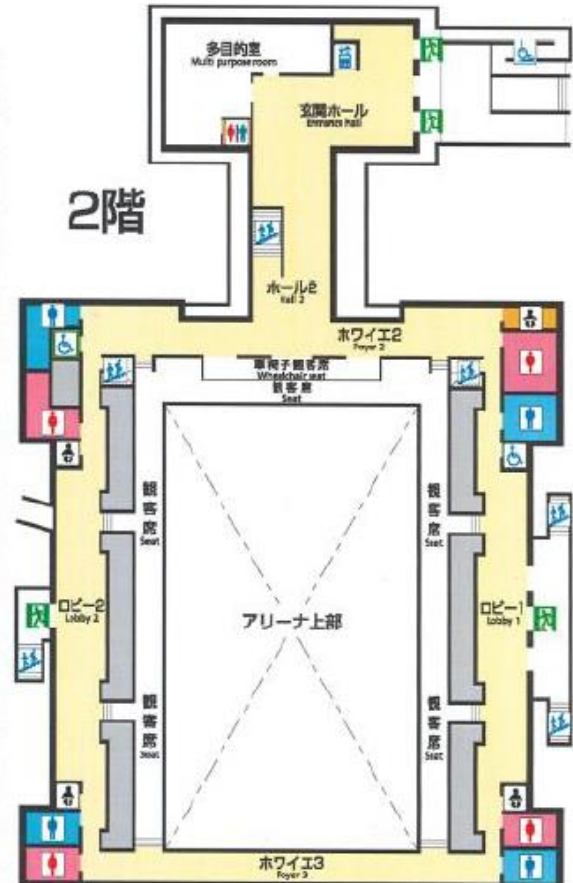 多目的室
Multi purpose room
玄関ホール
Entrance hall
2階
ホール2
Hall 2
ホワイエ2
Foyer 2
車椅子観客席
Wheelchair seat
観客席
Seat
観客席
Seat
観客席
Seat
ロビー2
Lobby 2
アリーナ上部
ロビー1
Lobby 1
観客席
Seat
観客席
Seat
ホワイエ3
Foyer 3